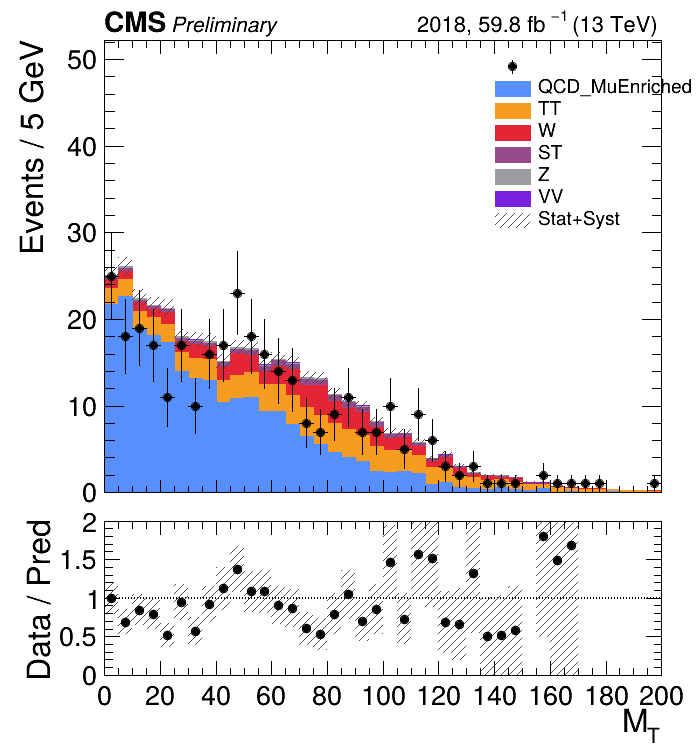 CMS Preliminary 2018, 59.8 fb⁻¹ (13 TeV)
Events / 5 GeV
50
40
30
20
10
0
QCD_MuEnriched
TT
W
ST
Z
VV
Stat+Syst
Data / Pred
2
1.5
1
0.5
0
0 20 40 60 80 100 120 140 160 180 200
M_T